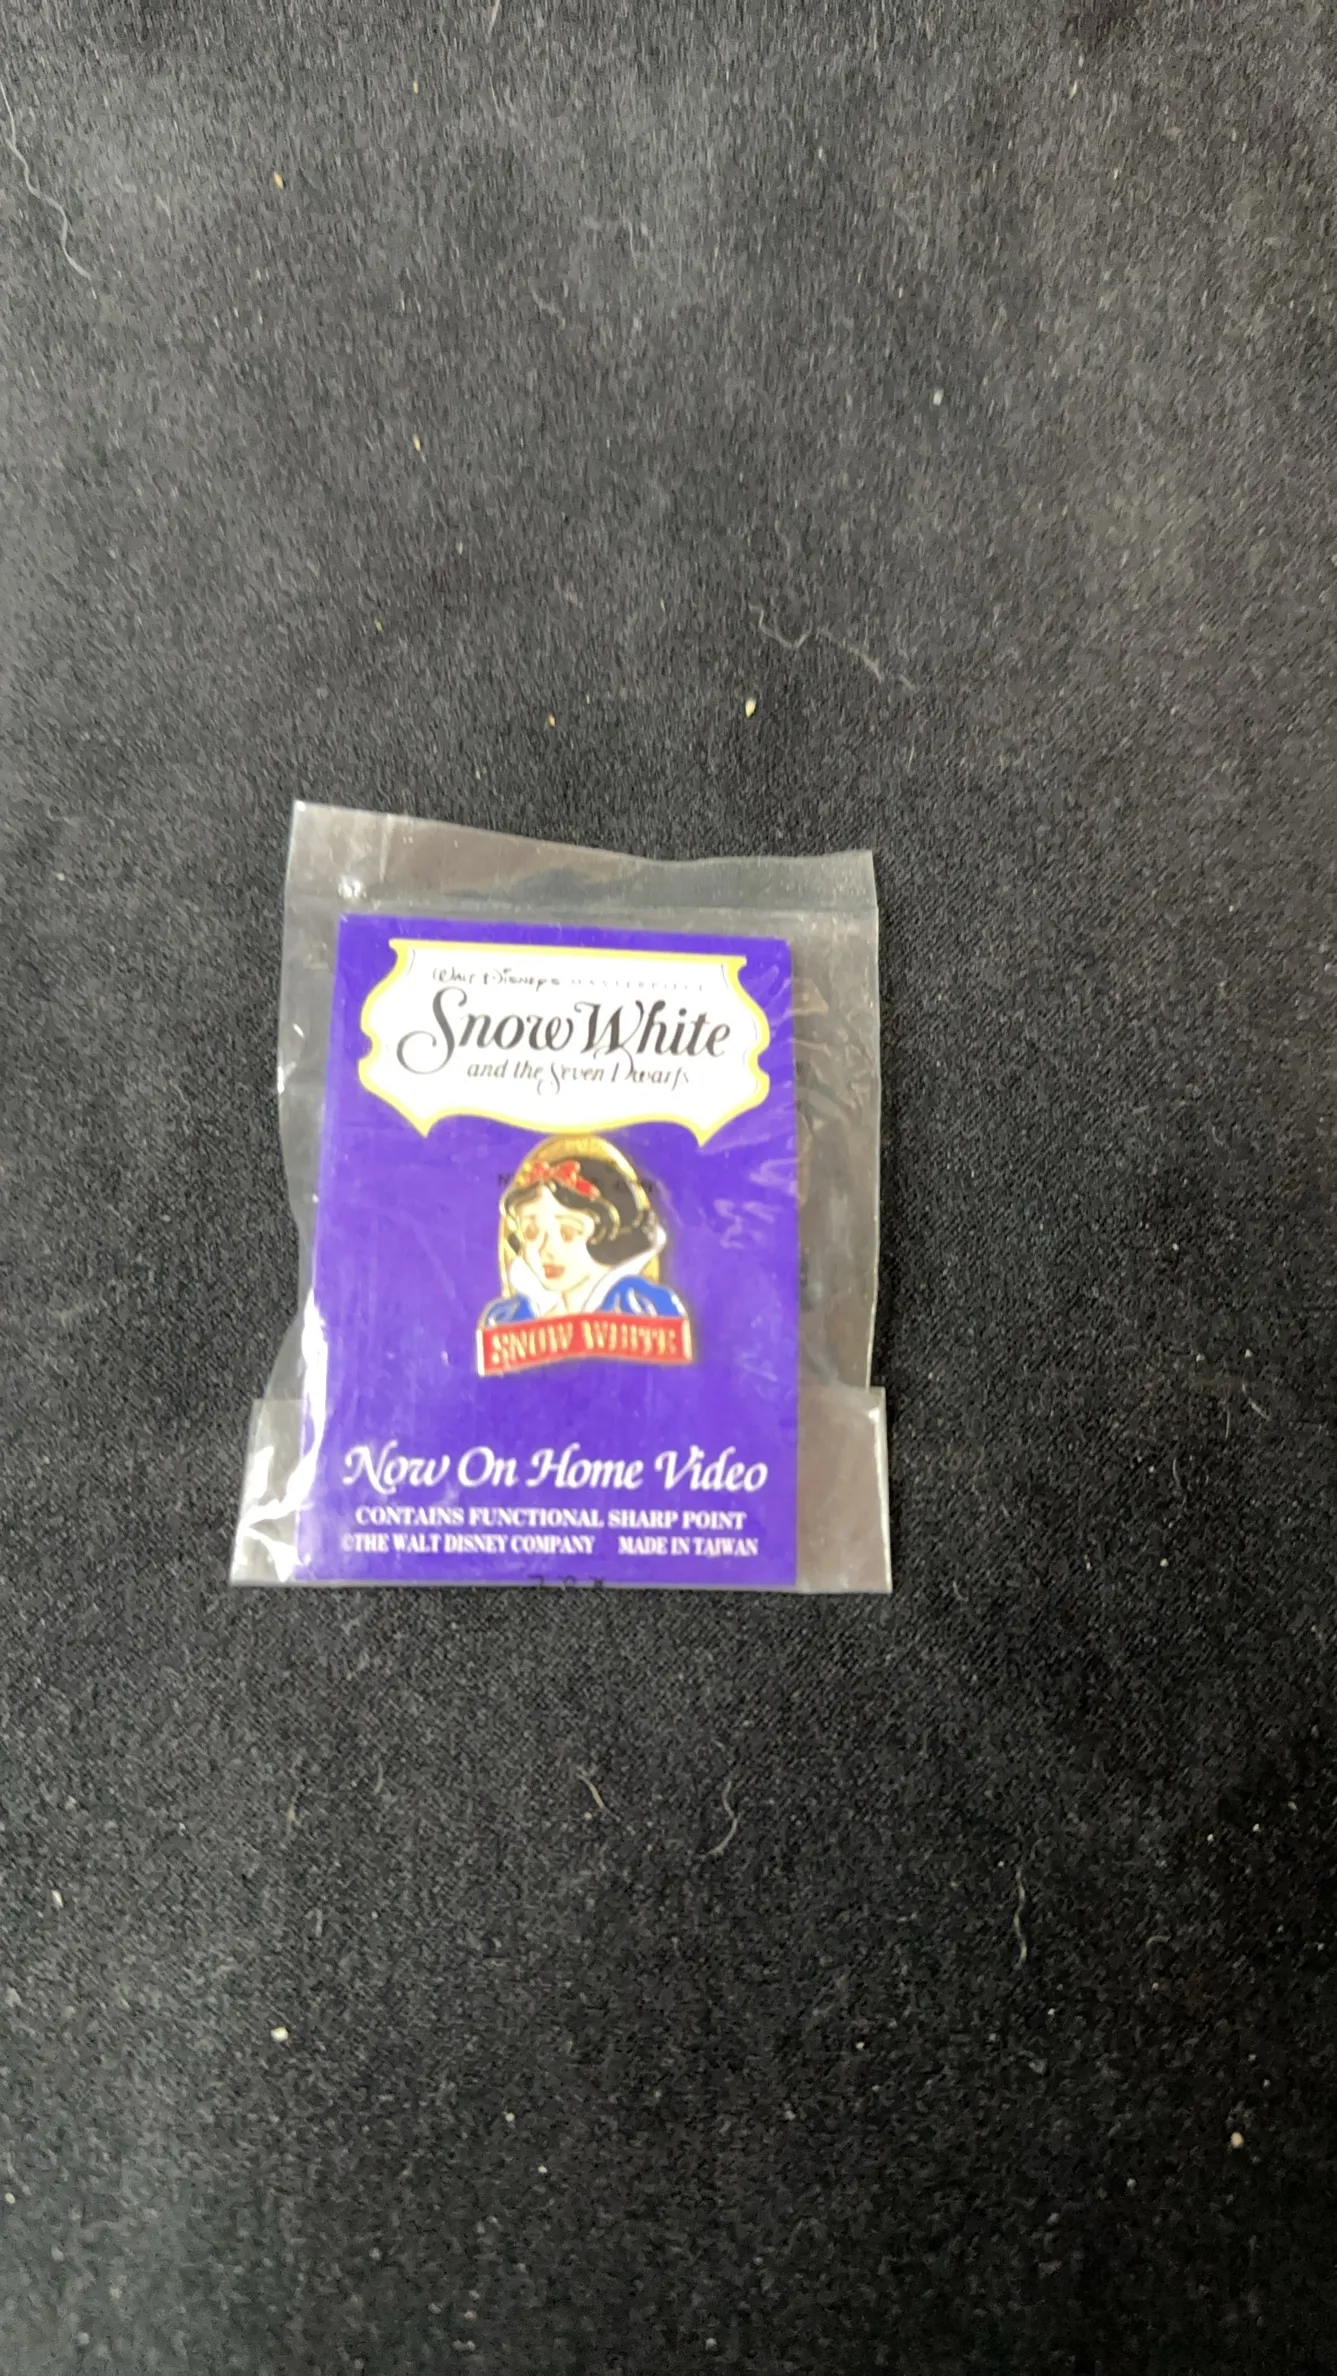 Walt Disney's MASTERPIECE
Snow White
and the Seven Dwarfs
SNOW WHITE
Now On Home Video
CONTAINS FUNCTIONAL SHARP POINT
©THE WALT DISNEY COMPANY MADE IN TAIWAN